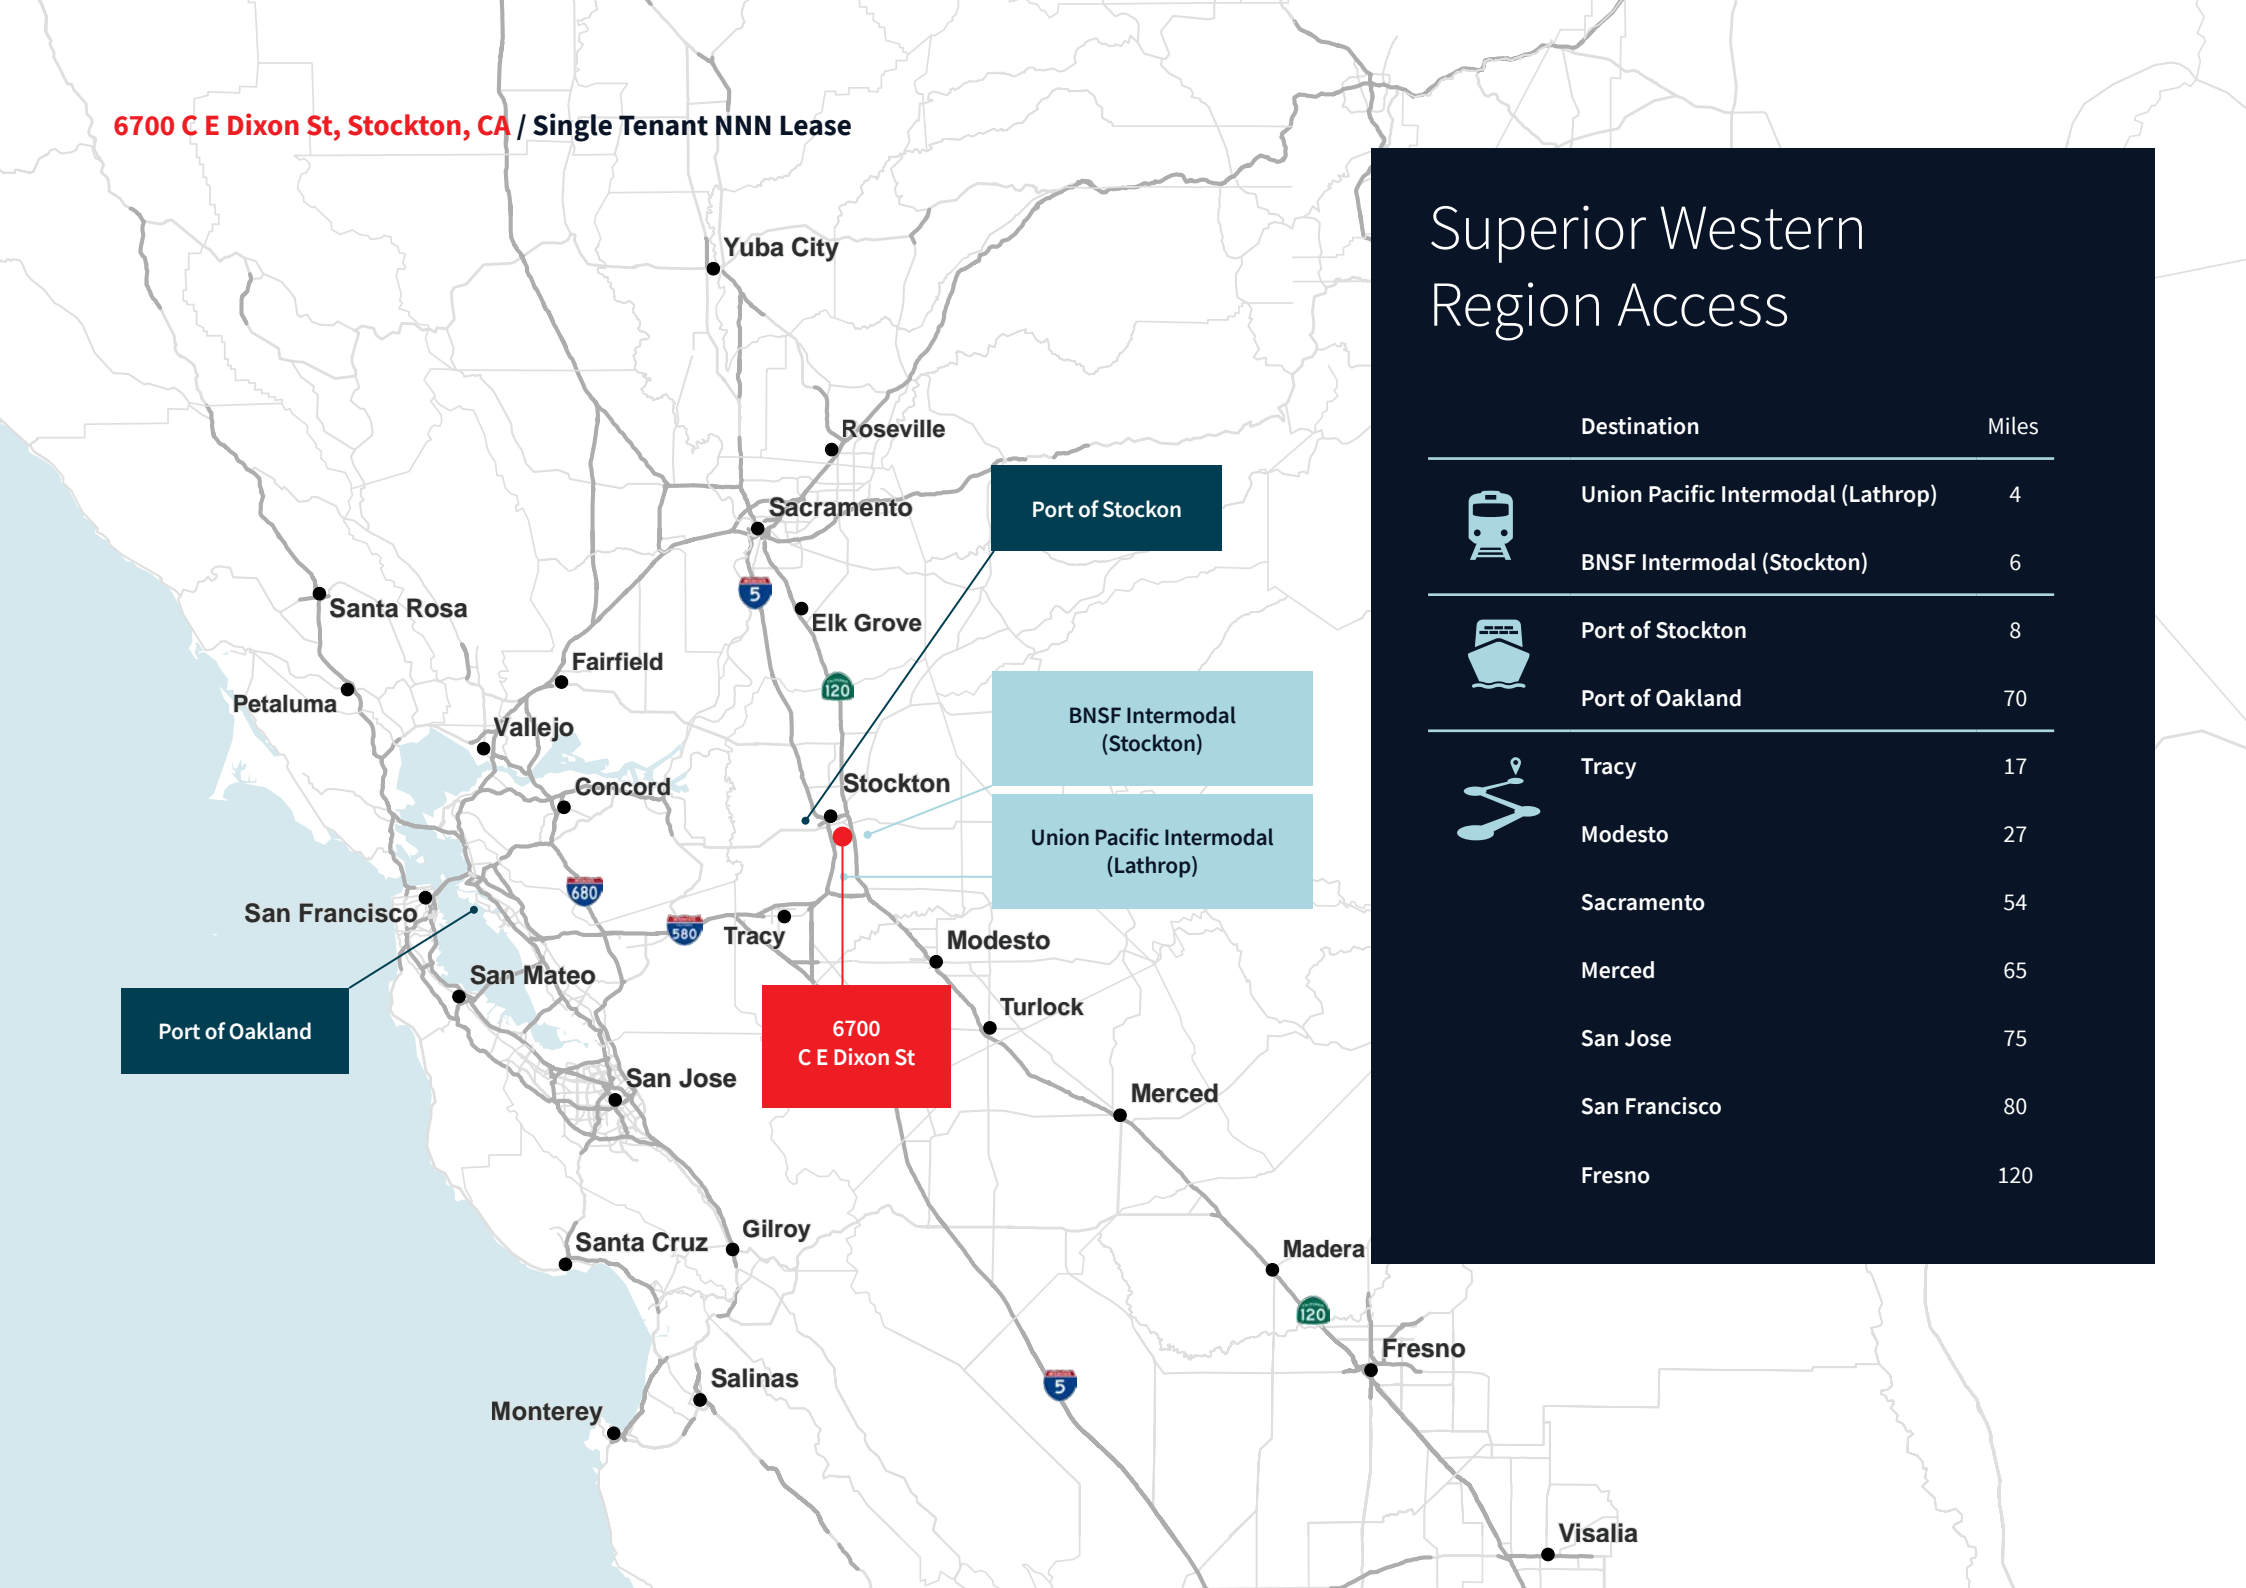 6700 C E Dixon St, Stockton, CA / Single Tenant NNN Lease
Superior Western
Region Access
Destination Miles
Union Pacific Intermodal (Lathrop) 4
BNSF Intermodal (Stockton) 6
Port of Stockton 8
Port of Oakland 70
Tracy 17
Modesto 27
Sacramento 54
Merced 65
San Jose 75
San Francisco 80
Fresno 120
Yuba City
Roseville
Sacramento
Port of Stockon
5
Elk Grove
Santa Rosa
Fairfield
120
Petaluma
Vallejo
BNSF Intermodal
(Stockton)
Concord
Stockton
Union Pacific Intermodal
(Lathrop)
680
San Francisco
580
Tracy
Modesto
San Mateo
Turlock
Port of Oakland
6700
C E Dixon St
San Jose
Merced
Gilroy
Santa Cruz
Madera
120
Fresno
Salinas
5
Monterey
Visalia